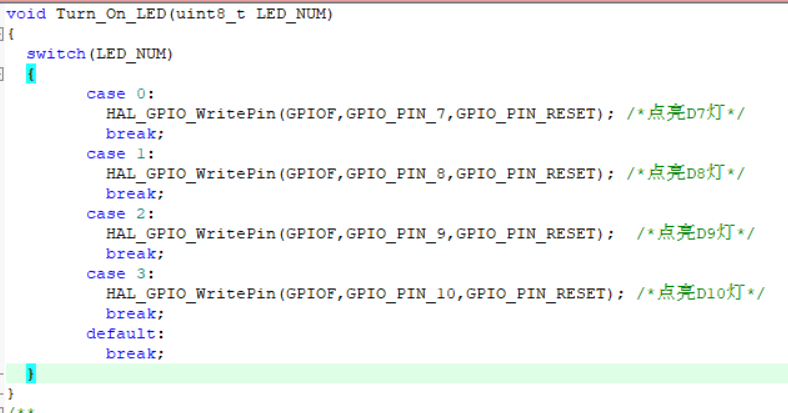 void Turn_On_LED(uint8_t LED_NUM)
{
  switch(LED_NUM)
  {
        case 0:
          HAL_GPIO_WritePin(GPIOF,GPIO_PIN_7,GPIO_PIN_RESET); /*点亮D7灯*/
          break;
        case 1:
          HAL_GPIO_WritePin(GPIOF,GPIO_PIN_8,GPIO_PIN_RESET); /*点亮D8灯*/
          break;
        case 2:
          HAL_GPIO_WritePin(GPIOF,GPIO_PIN_9,GPIO_PIN_RESET);  /*点亮D9灯*/
          break;
        case 3:
          HAL_GPIO_WritePin(GPIOF,GPIO_PIN_10,GPIO_PIN_RESET); /*点亮D10灯*/
          break;
        default:
          break;
  }
}
/**